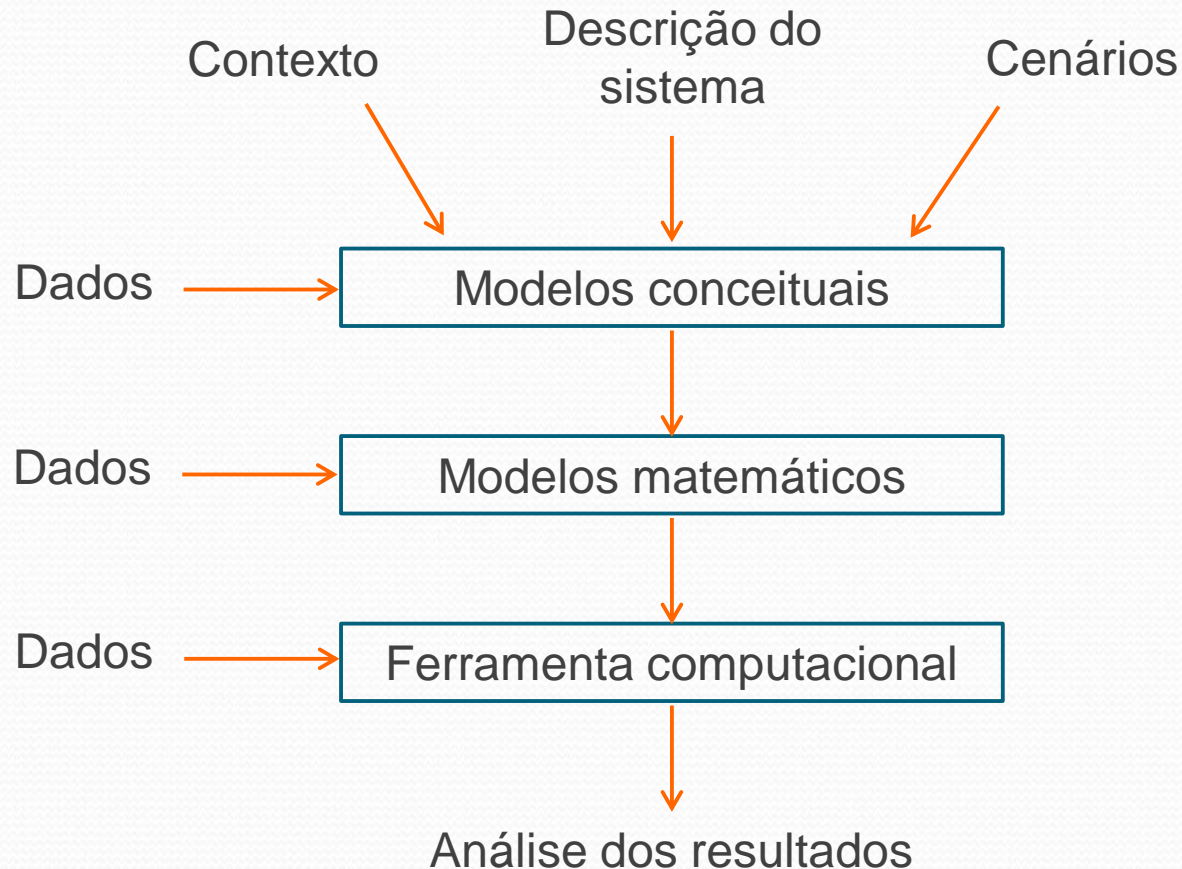 Contexto
Descrição do
sistema
Cenários
Dados
Modelos conceituais
Dados
Modelos matemáticos
Dados
Ferramenta computacional
Análise dos resultados